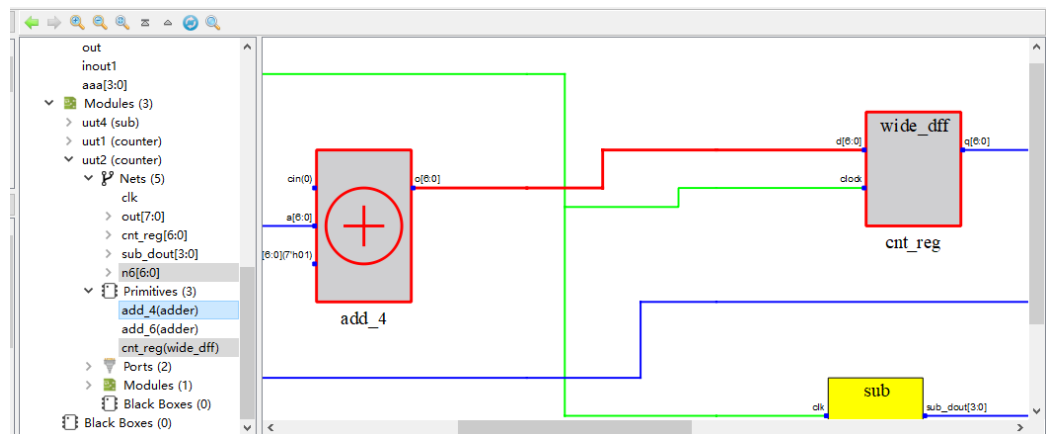 out
inout1
aaa[3:0]
Modules (3)
uut4 (sub)
uut1 (counter)
uut2 (counter)
Nets (5)
clk
out[7:0]
cnt_reg[6:0]
sub_dout[3:0]
n6[6:0]
Primitives (3)
add_4(adder)
add_6(adder)
cnt_reg(wide_dff)
Ports (2)
Modules (1)
Black Boxes (0)
Black Boxes (0)
cin(0)
a[6:0]
[6:0](7'h01)
o[6:0]
add_4
wide_dff
d[6:0]
q[6:0]
clock
cnt_reg
sub
clk
sub_dout[3:0]